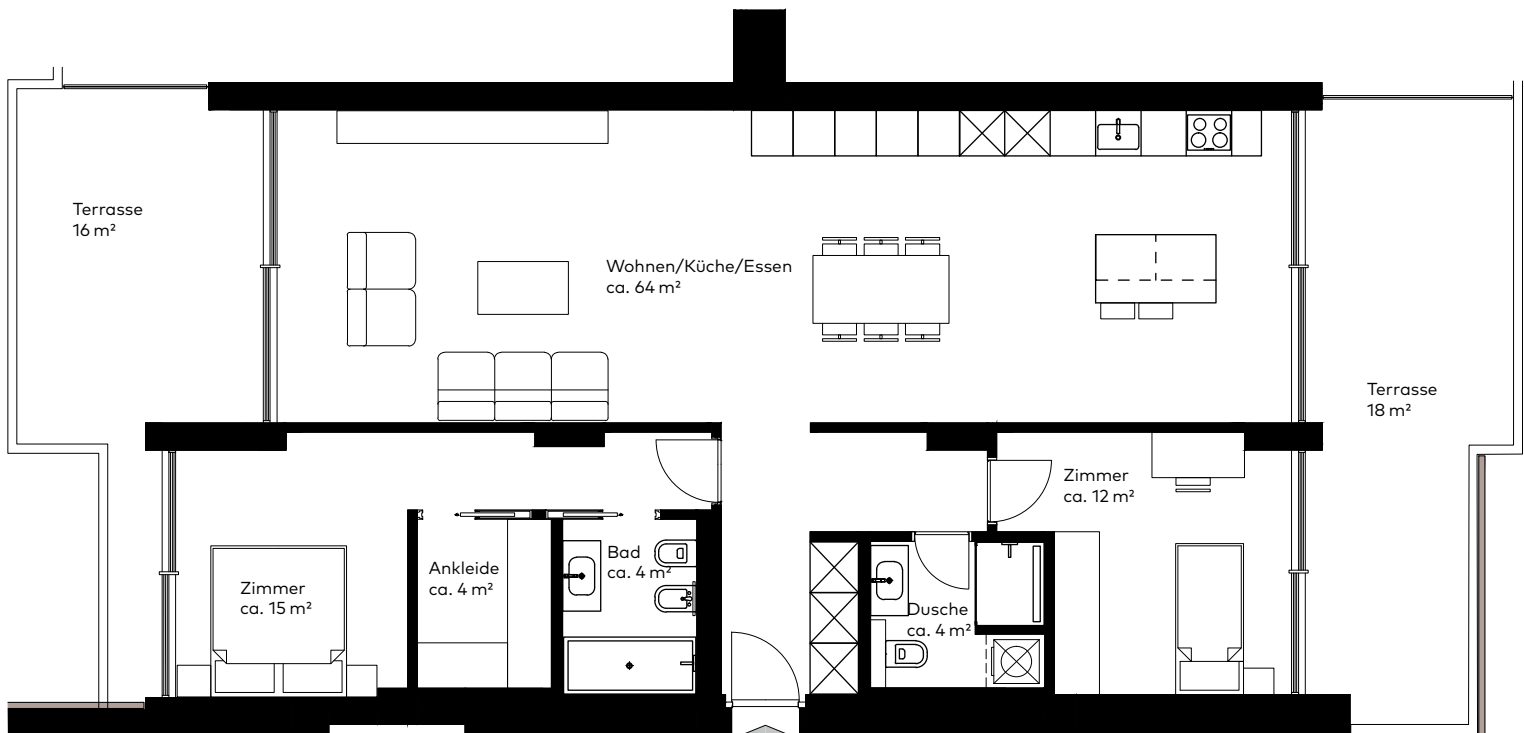 Terrasse
16 m²
Wohnen/Küche/Essen
ca. 64 m²
Terrasse
18 m²
Zimmer
ca. 12 m²
Zimmer
ca. 15 m²
Ankleide
ca. 4 m²
Bad
ca. 4 m²
Dusche
ca. 4 m²